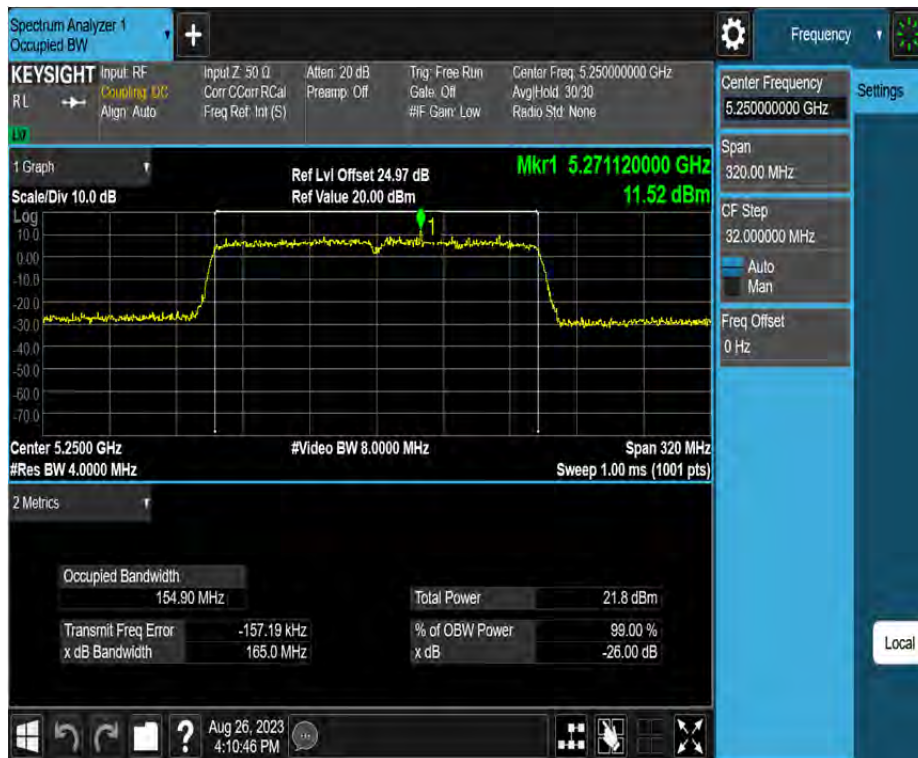 Spectrum Analyzer 1
Occupied BW
+
Frequency
KEYSIGHT
RL
LXI
Input: RF
Coupling: DC
Align: Auto
Input Z: 50 Ω
Corr CCorr RCal
Freq Ref: Int (S)
Atten: 20 dB
Preamp: Off
Trig: Free Run
Gate: Off
#IF Gain: Low
Center Freq: 5.250000000 GHz
Avg|Hold: 30/30
Radio Std: None
Center Frequency
5.250000000 GHz
Settings
Span
320.00 MHz
CF Step
32.000000 MHz
Auto
Man
Freq Offset
0 Hz
Local
1 Graph
Scale/Div 10.0 dB
Ref Lvl Offset 24.97 dB
Ref Value 20.00 dBm
Mkr1 5.271120000 GHz
11.52 dBm
Log
10.0
0.00
-10.0
-20.0
-30.0
-40.0
-50.0
-60.0
-70.0
1
Center 5.2500 GHz
#Video BW 8.0000 MHz
Span 320 MHz
#Res BW 4.0000 MHz
Sweep 1.00 ms (1001 pts)
2 Metrics
Occupied Bandwidth
154.90 MHz
Total Power 21.8 dBm
Transmit Freq Error -157.19 kHz
% of OBW Power 99.00 %
x dB Bandwidth 165.0 MHz
x dB -26.00 dB
?
Aug 26, 2023
4:10:46 PM